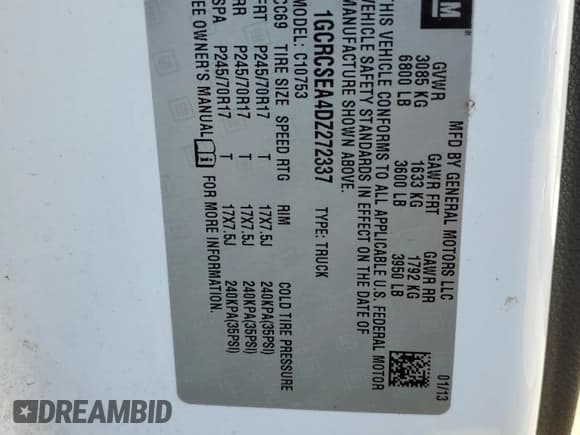 GM
MFD BY GENERAL MOTORS LLC
01/13
GVWR GAWR FRT GAWR RR
3085 KG 1633 KG 1792 KG
6800 LB 3600 LB 3950 LB
THIS VEHICLE CONFORMS TO ALL APPLICABLE U.S. FEDERAL MOTOR
VEHICLE SAFETY STANDARDS IN EFFECT ON THE DATE OF
MANUFACTURE SHOWN ABOVE.
1GCRCSEA4DZ272337 TYPE: TRUCK
CC69 MODEL: C10753
TIRE SIZE SPEED RTG RIM COLD TIRE PRESSURE
FRT P245/70R17 T 17X7.5J 240KPA(35PSI)
RR P245/70R17 T 17X7.5J 240KPA(35PSI)
SPA P245/70R17 T 17X7.5J 240KPA(35PSI)
SEE OWNER'S MANUAL FOR MORE INFORMATION.
DREAMBID